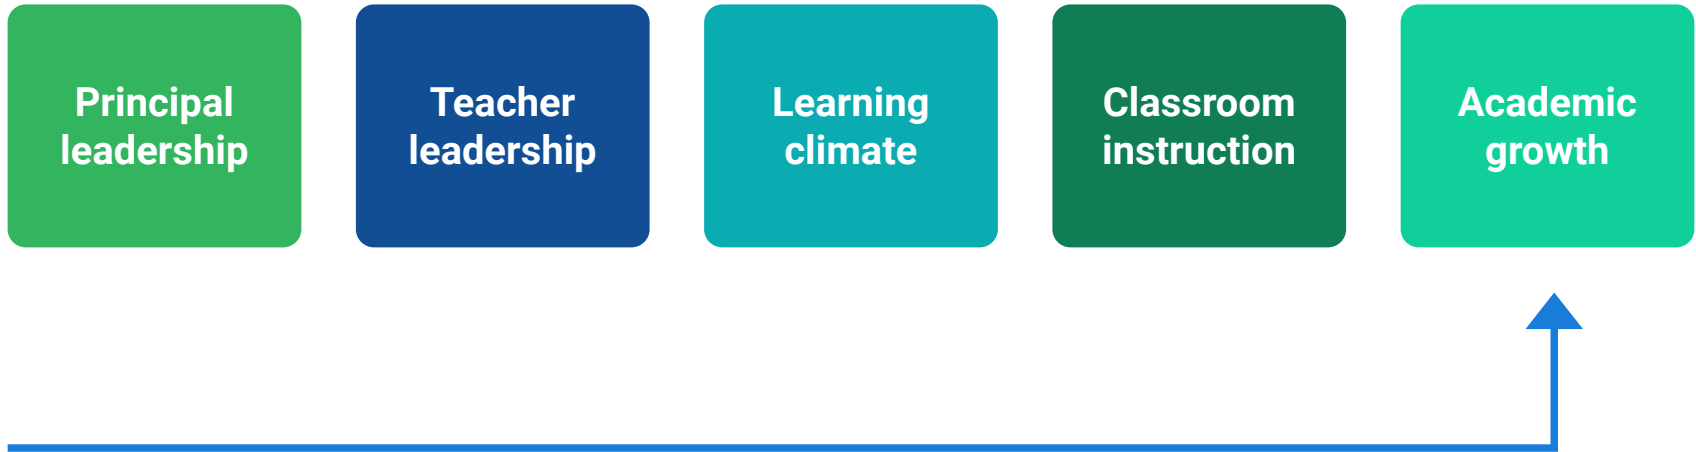 Principal
leadership
Teacher
leadership
Learning
climate
Classroom
instruction
Academic
growth